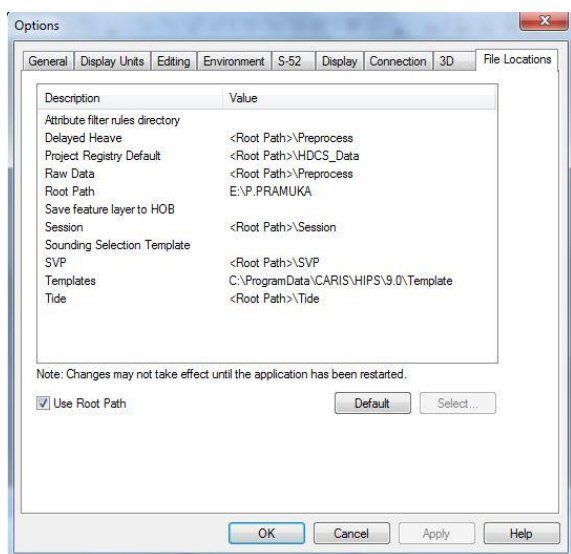 Options
General Display Units Editing Environment S-52 Display Connection 3D File Locations
Description Value
Attribute filter rules directory
Delayed Heave <Root Path>\Preprocess
Project Registry Default <Root Path>\HDCS_Data
Raw Data <Root Path>\Preprocess
Root Path E:\P.PRAMUKA
Save feature layer to HOB
Session <Root Path>\Session
Sounding Selection Template
SVP <Root Path>\SVP
Templates C:\ProgramData\CARIS\HIPS\9.0\Template
Tide <Root Path>\Tide
Note: Changes may not take effect until the application has been restarted.
Use Root Path Default Select...
OK Cancel Apply Help